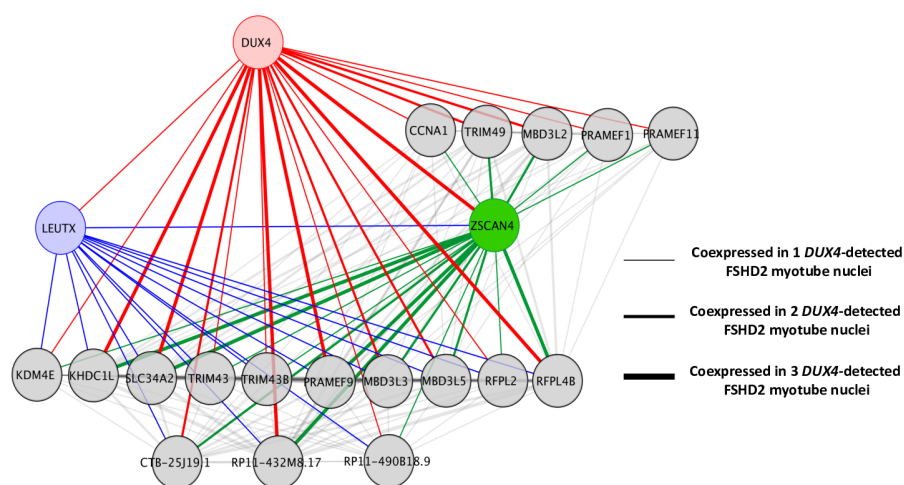 DUX4
CCNA1
TRIM49
MBD3L2
PRAMEF1
PRAMEF11
LEUTX
ZSCAN4
Coexpressed in 1 DUX4-detected
FSHD2 myotube nuclei
Coexpressed in 2 DUX4-detected
FSHD2 myotube nuclei
Coexpressed in 3 DUX4-detected
FSHD2 myotube nuclei
KDM4E
KHDC1L
SLC34A2
TRIM43
TRIM43B
PRAMEF9
MBD3L3
MBD3L5
RFPL2
RFPL4B
CTB-25J19.1
RP11-432M8.17
RP11-490B18.9